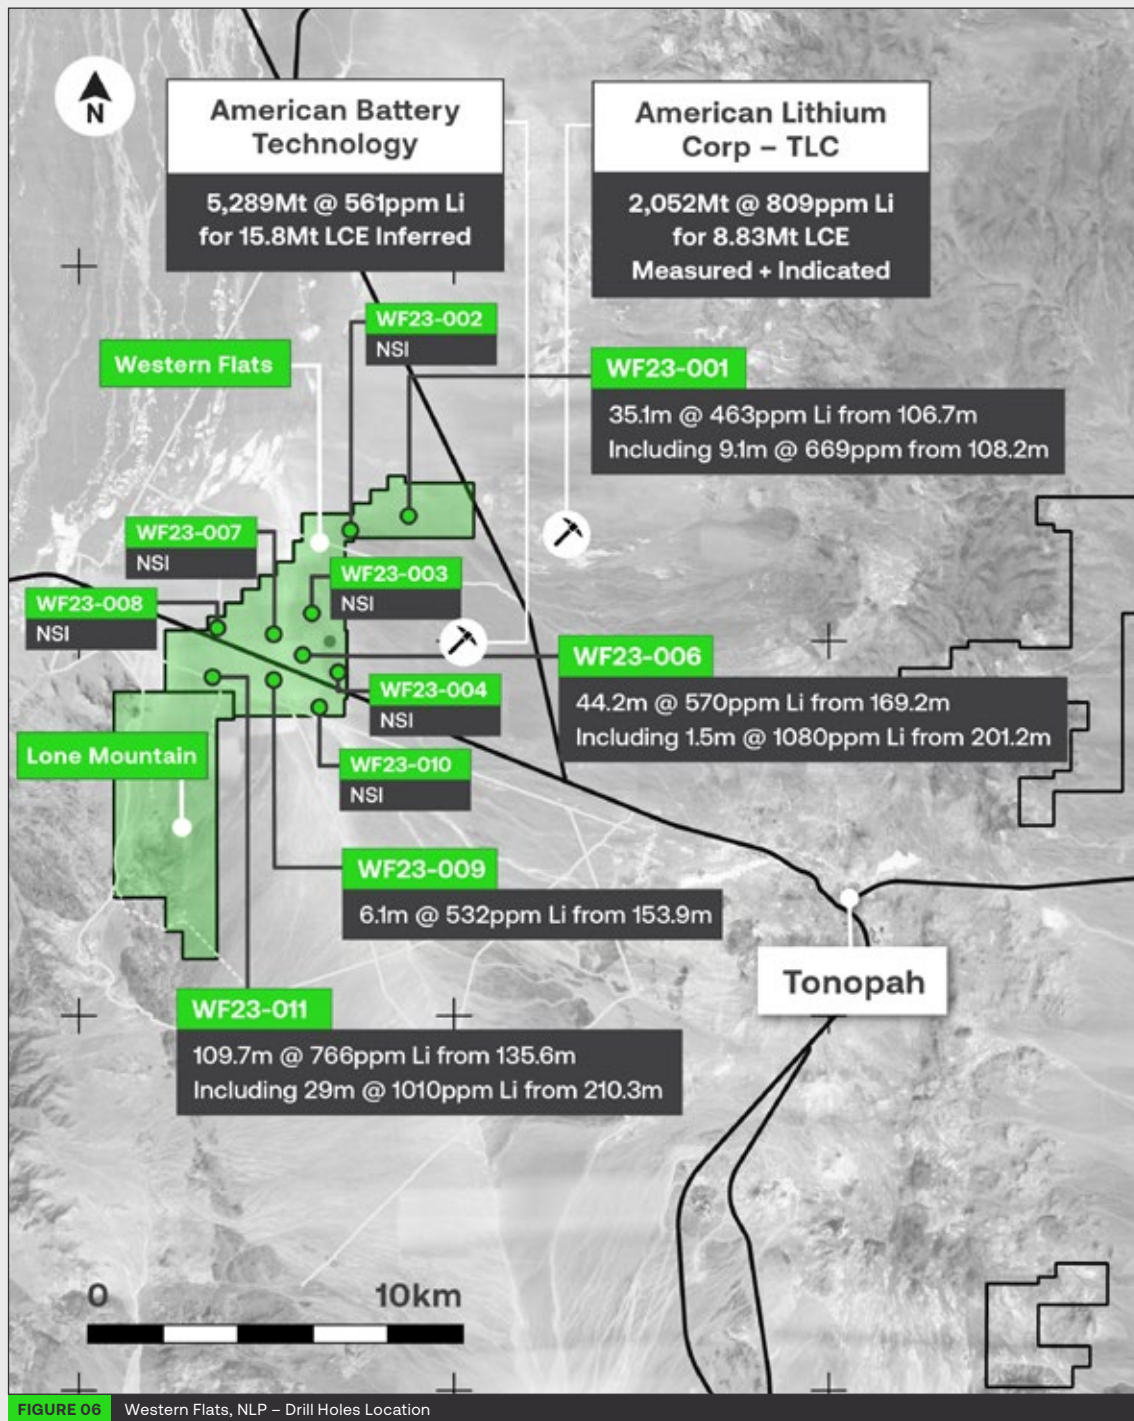 N
American Battery
Technology
5,289Mt @ 561ppm Li
for 15.8Mt LCE Inferred
American Lithium
Corp – TLC
2,052Mt @ 809ppm Li
for 8.83Mt LCE
Measured + Indicated
WF23-002
NSI
Western Flats
WF23-001
35.1m @ 463ppm Li from 106.7m
Including 9.1m @ 669ppm from 108.2m
WF23-007
NSI
WF23-003
NSI
WF23-008
NSI
WF23-006
44.2m @ 570ppm Li from 169.2m
Including 1.5m @ 1080ppm Li from 201.2m
WF23-004
NSI
Lone Mountain
WF23-010
NSI
WF23-009
6.1m @ 532ppm Li from 153.9m
Tonopah
WF23-011
109.7m @ 766ppm Li from 135.6m
Including 29m @ 1010ppm Li from 210.3m
0 10km
FIGURE 06 Western Flats, NLP – Drill Holes Location